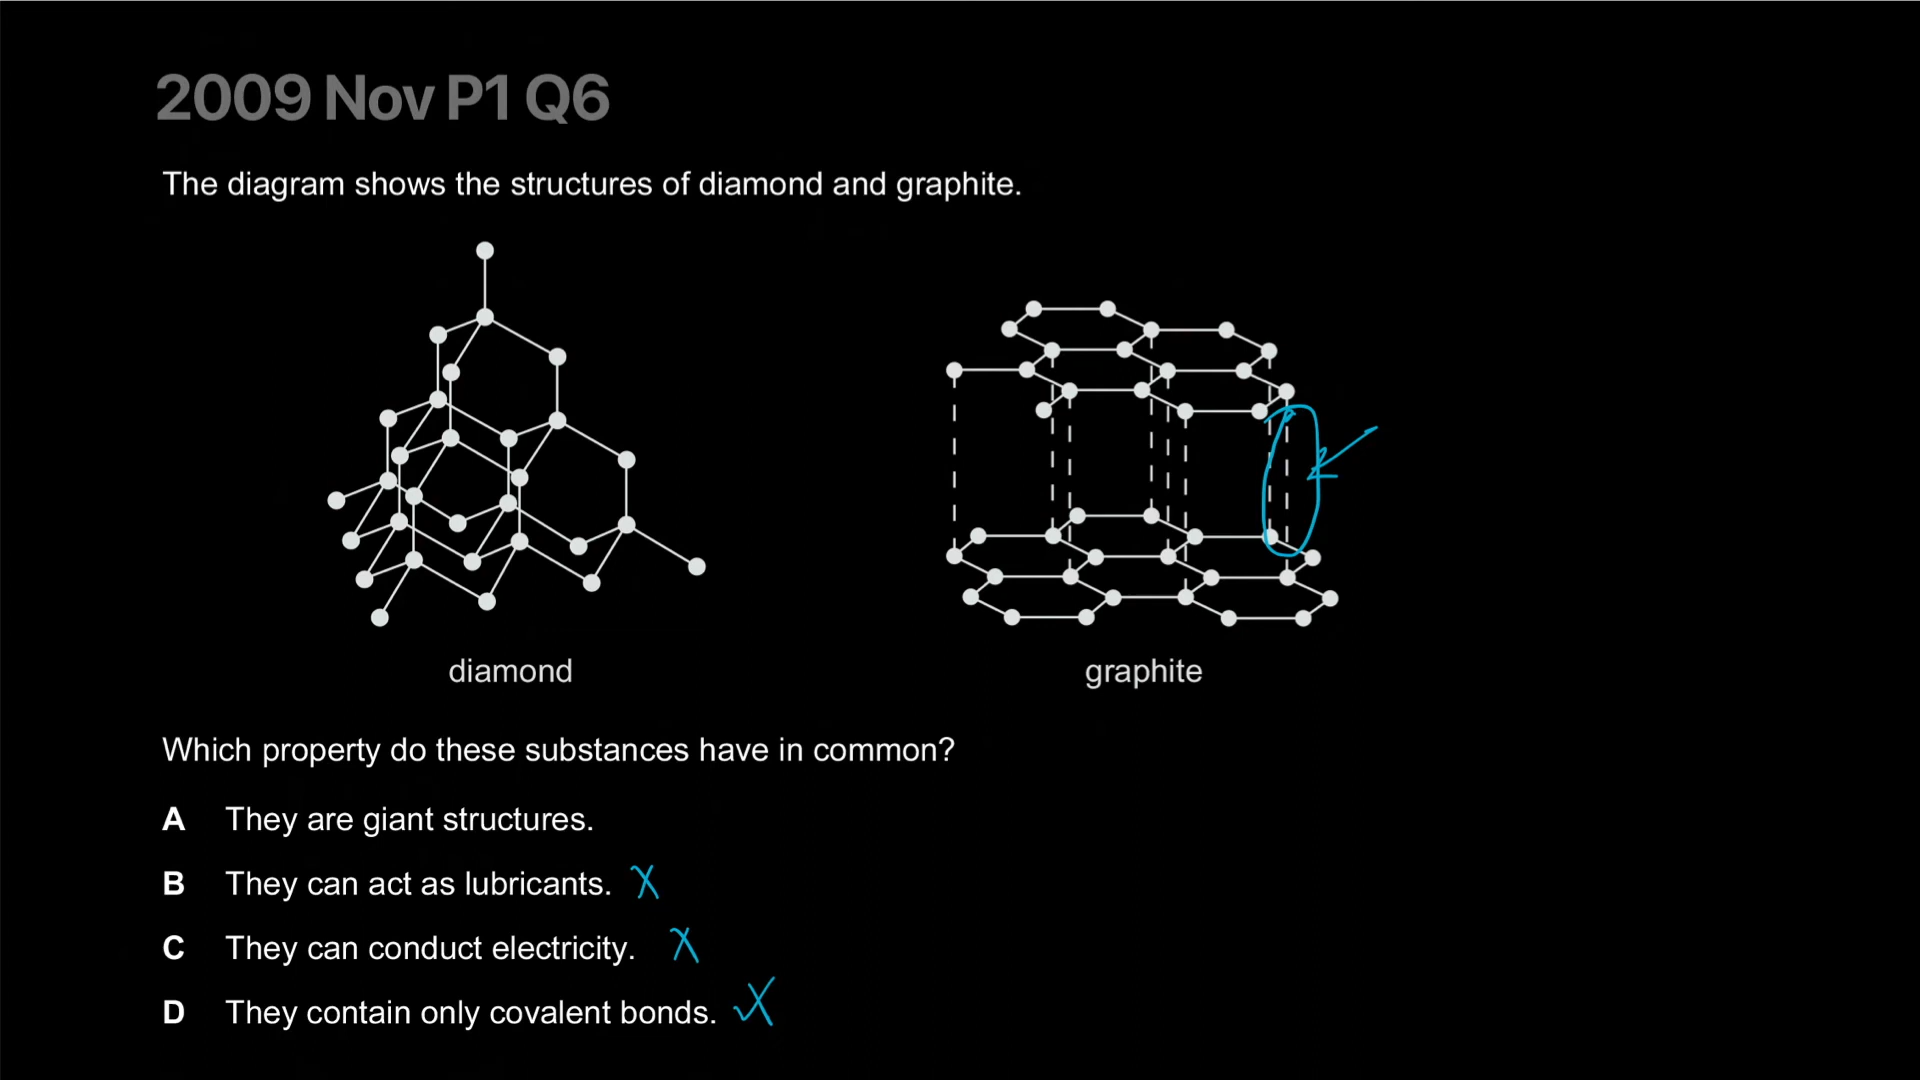 2009 Nov P1 Q6
The diagram shows the structures of diamond and graphite.
diamond
graphite
Which property do these substances have in common?
A They are giant structures.
B They can act as lubricants. X
C They can conduct electricity. X
D They contain only covalent bonds. ✓X